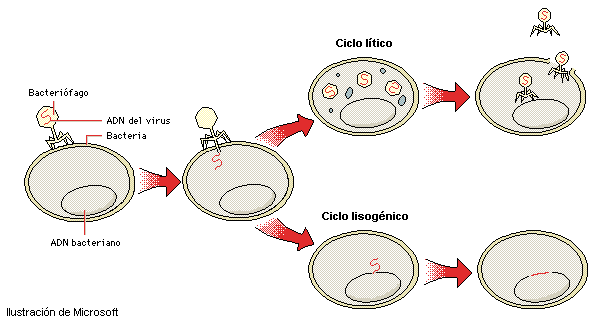 Ciclo lítico
Bacteriófago
ADN del virus
Bacteria
ADN bacteriano
Ciclo lisogénico
Ilustración de Microsoft